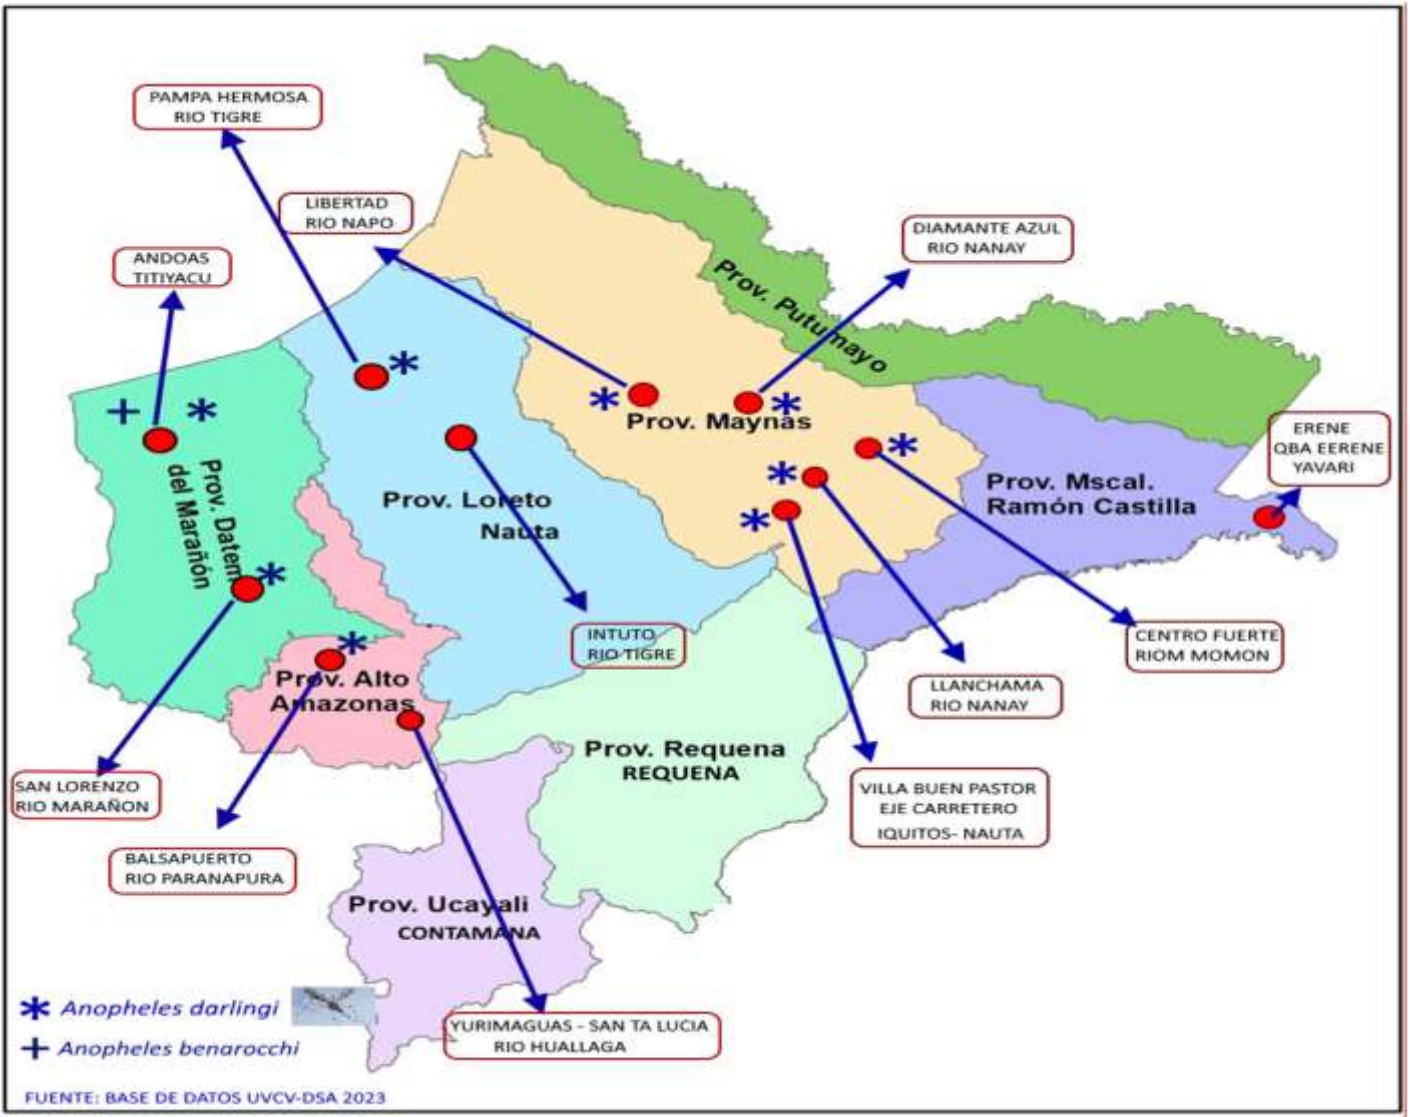 PAMPA HERMOSA
RIO TIGRE
LIBERTAD
RIO NAPO
DIAMANTE AZUL
RIO NANAY
ANDOAS
TITIYACU
Prov. Putumayo
Prov. Maynas
ERENE
QBA EERENE
YAVARI
Prov. Datem
del Marañón
Prov. Loreto
Nauta
Prov. Mscal.
Ramón Castilla
INTUTO
RIO TIGRE
CENTRO FUERTE
RIOM MOMON
Prov. Alto
Amazonas
LLANCHAMA
RIO NANAY
Prov. Requena
REQUENA
SAN LORENZO
RIO MARAÑON
VILLA BUEN PASTOR
EJE CARRETERO
IQUITOS- NAUTA
BALSAPUERTO
RIO PARANAPURA
Prov. Ucayali
CONTAMANA
Anopheles darlingi
Anopheles benarocchi
YURIMAGUAS - SAN TA LUCIA
RIO HUALLAGA
FUENTE: BASE DE DATOS UVCV-DSA 2023